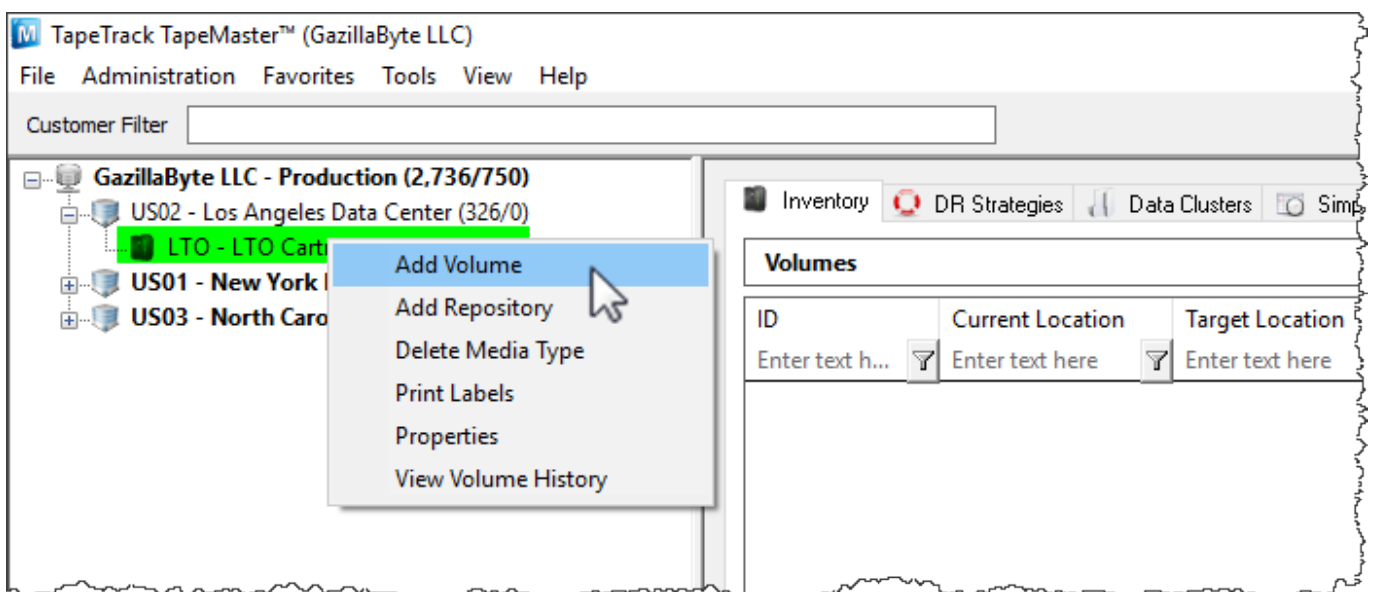 TapeTrack TapeMaster™ (GazillaByte LLC)
File Administration Favorites Tools View Help
Customer Filter
GazillaByte LLC - Production (2,736/750)
US02 - Los Angeles Data Center (326/0)
LTO - LTO Cart
US01 - New York
US03 - North Caro
Add Volume
Add Repository
Delete Media Type
Print Labels
Properties
View Volume History
Inventory DR Strategies Data Clusters Simp
Volumes
ID Current Location Target Location
Enter text h... Enter text here Enter text here